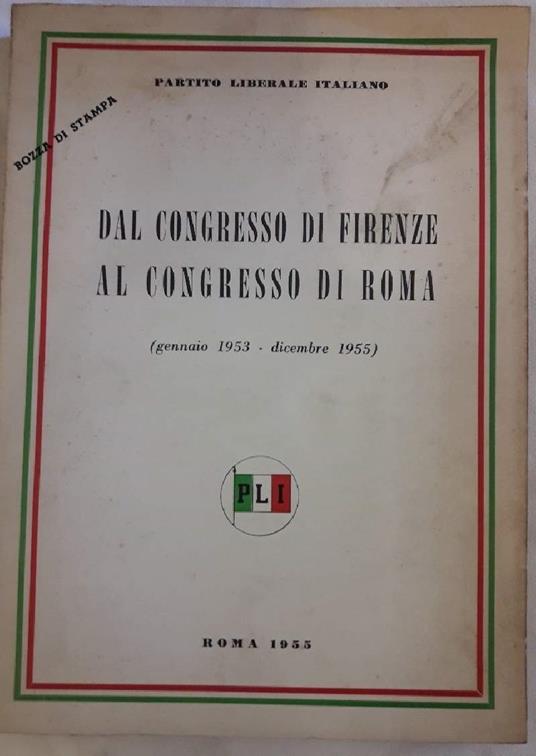 PARTITO LIBERALE ITALIANO
BOZZA DI STAMPA
DAL CONGRESSO DI FIRENZE
AL CONGRESSO DI ROMA
(gennaio 1953 - dicembre 1955)
PLI
ROMA 1955